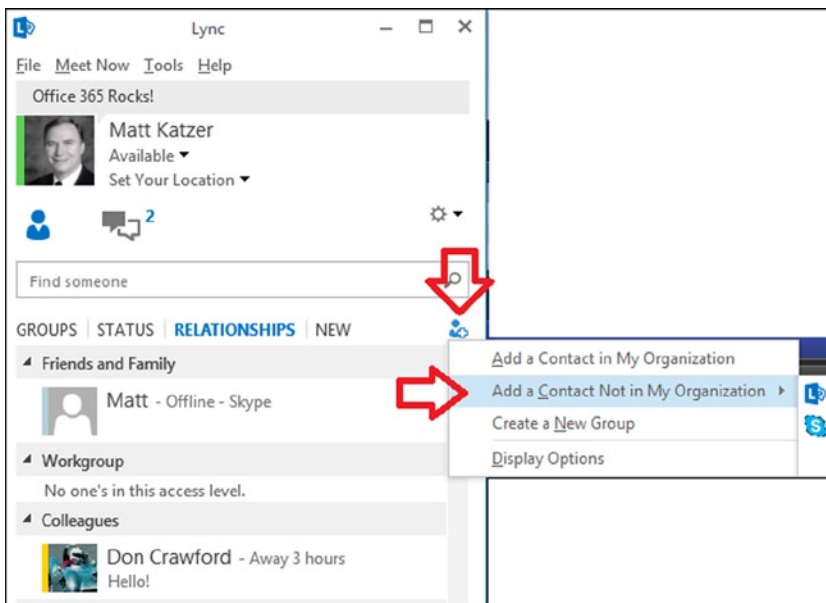 Lync
File Meet Now Tools Help
Office 365 Rocks!
Matt Katzer
Available
Set Your Location
2
Find someone
GROUPS STATUS RELATIONSHIPS NEW
Add a Contact in My Organization
Friends and Family
Add a Contact Not in My Organization
Matt - Offline - Skype
Create a New Group
Display Options
Workgroup
No one's in this access level.
Colleagues
Don Crawford - Away 3 hours
Hello!